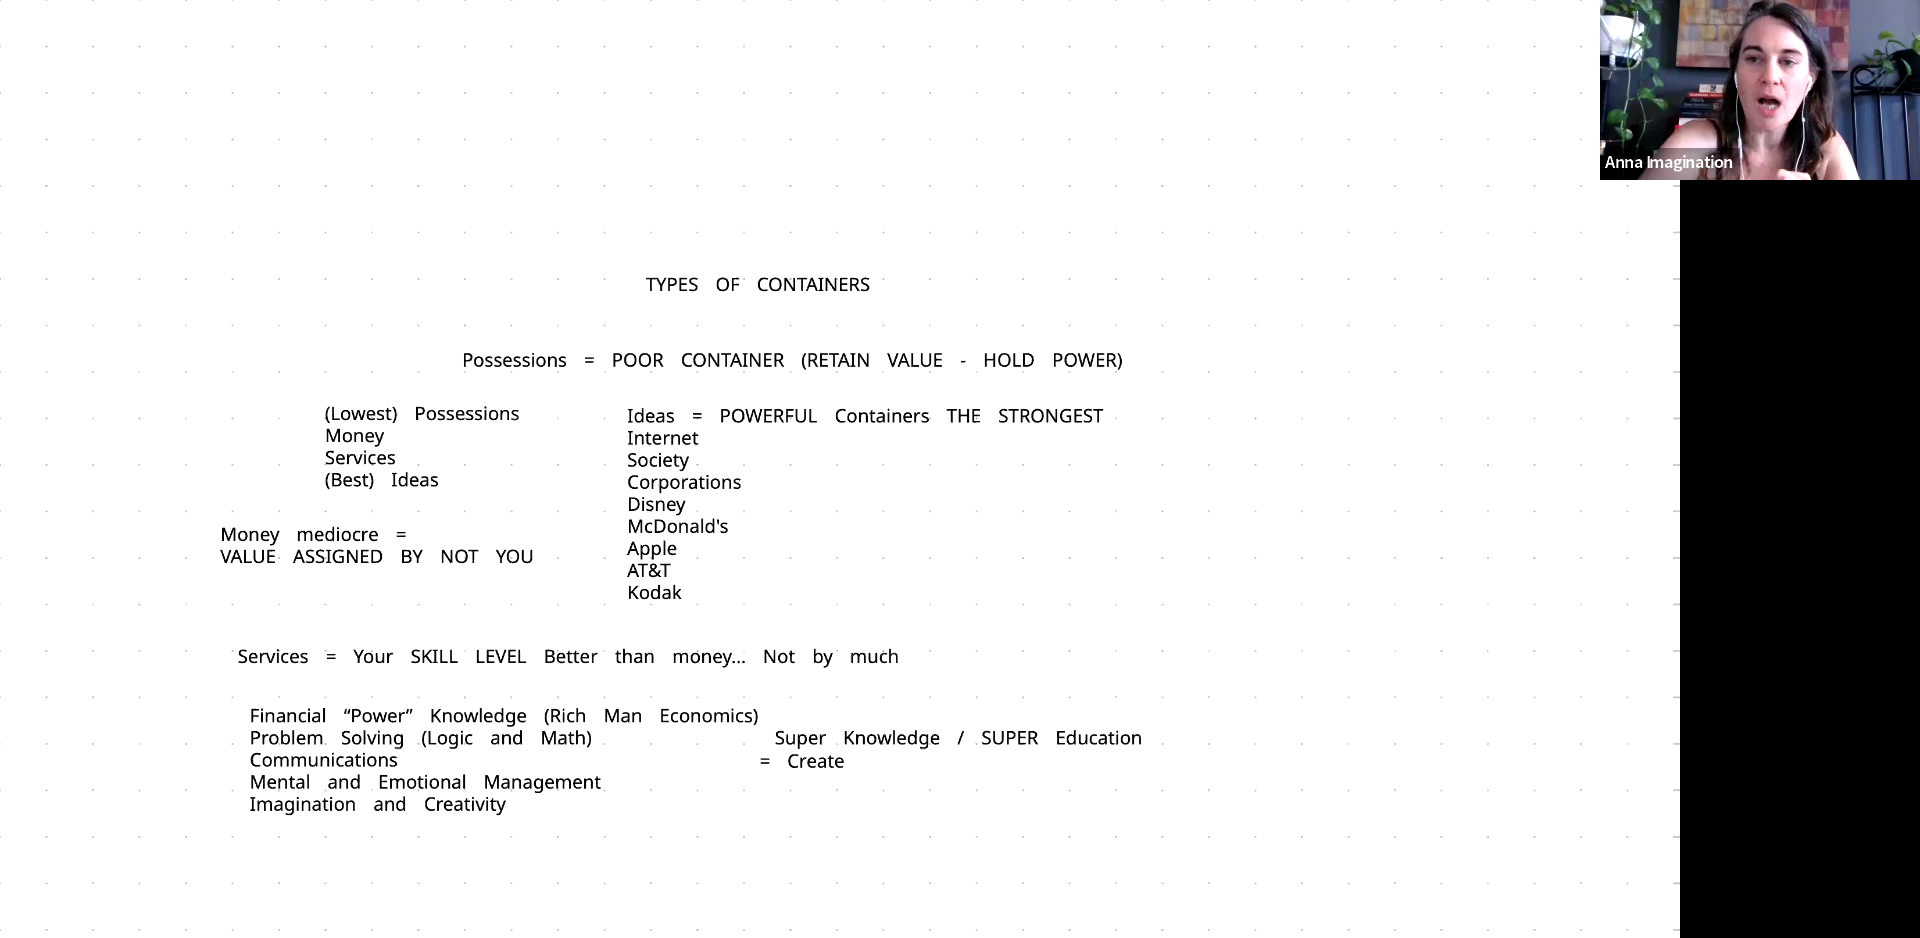 Anna Imagination
TYPES OF CONTAINERS
Possessions = POOR CONTAINER (RETAIN VALUE - HOLD POWER)
(Lowest) Possessions
Money
Services
(Best) Ideas
Ideas = POWERFUL Containers THE STRONGEST
Internet
Society
Corporations
Disney
McDonald's
Apple
AT&T
Kodak
Money mediocre =
VALUE ASSIGNED BY NOT YOU
Services = Your SKILL LEVEL Better than money... Not by much
Financial “Power” Knowledge (Rich Man Economics)
Problem Solving (Logic and Math)
Communications
Mental and Emotional Management
Imagination and Creativity
Super Knowledge / SUPER Education
= Create